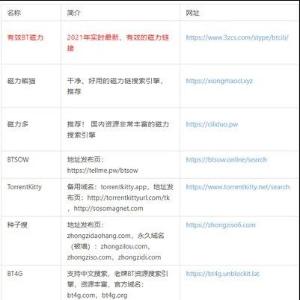 名称 简介 网址
有效BT磁力 2021年实时最新、有效的磁力链接 https://www.3zcs.com/stype/btcili/
磁力熊猫 干净、好用的磁力链搜索引擎，推荐 https://xiongmaocl.xyz
磁力多 推荐！国内资源非常丰富的磁力搜索引擎 https://ciliduo.pw
BTSOW 地址发布页：
https://tellme.pw/btsow https://btsow.online/search
TorrentKitty 备用域名：torrentkitty.app，地址发布页：http://torrentkittyurl.com/tk，http://sosomagnet.com https://www.torrentkitty.net/search
种子搜 地址发布页：
zhongzidaohang.com，永久域名（被墙）：zhongzilou.com，
zhongziso.com，zhongzidi.com， https://zhongziso6.com
BT4G 支持中文搜索，老牌BT资源搜索引擎，资源丰富，官方域名：
bt4g.com，bt4g.org https://bt4g.unblockit.lat